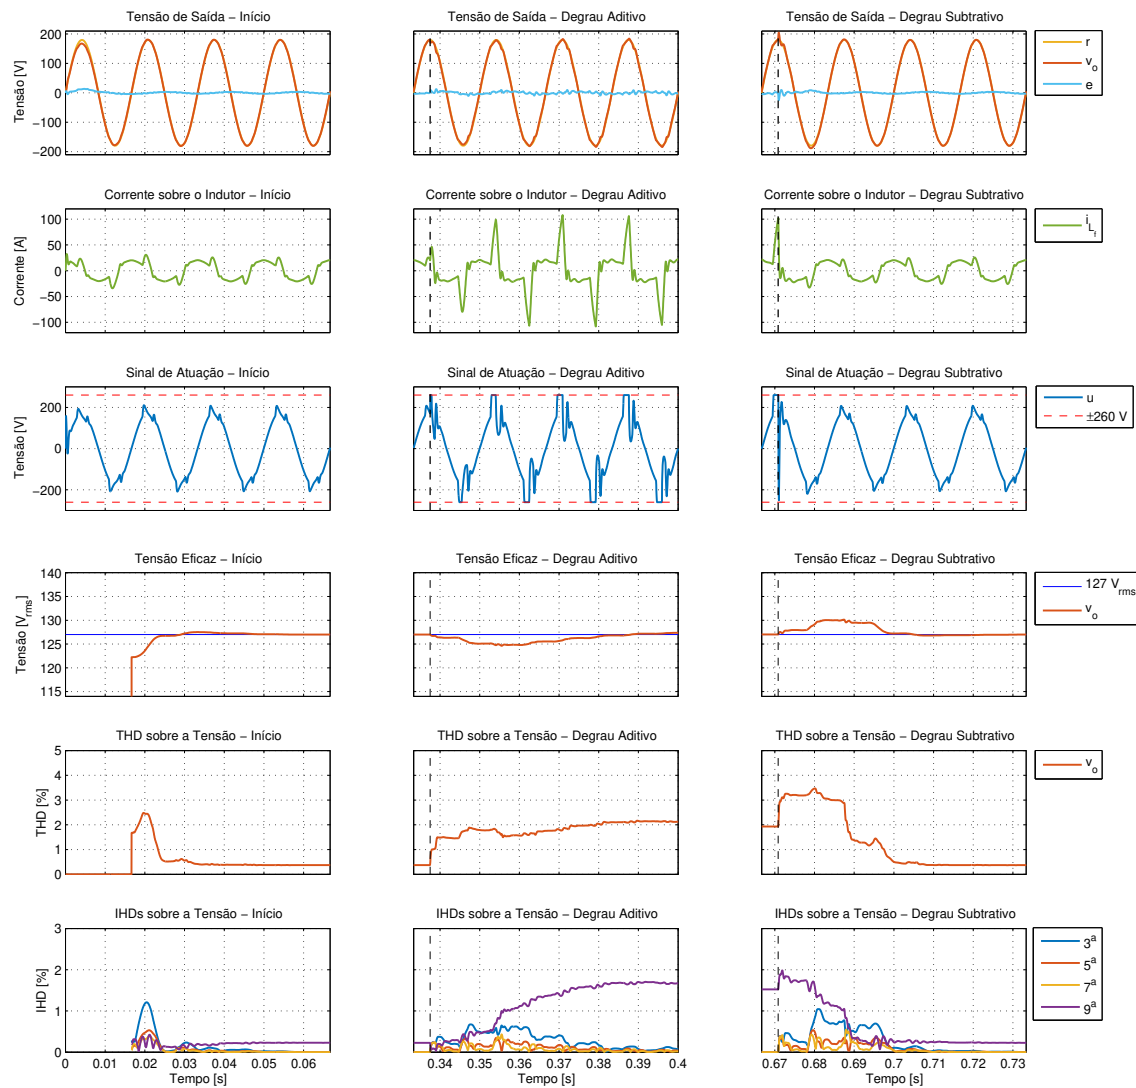 Tensão de Saída – Início
Tensão de Saída – Degrau Aditivo
Tensão de Saída – Degrau Subtrativo
Tensão [V]
200
100
0
−100
−200
r
v_o
e
Corrente sobre o Indutor – Início
Corrente sobre o Indutor – Degrau Aditivo
Corrente sobre o Indutor – Degrau Subtrativo
Corrente [A]
100
50
0
−50
−100
i_Lf
Sinal de Atuação – Início
Sinal de Atuação – Degrau Aditivo
Sinal de Atuação – Degrau Subtrativo
Tensão [V]
200
0
−200
u
±260 V
Tensão Eficaz – Início
Tensão Eficaz – Degrau Aditivo
Tensão Eficaz – Degrau Subtrativo
Tensão [V_rms]
140
135
130
125
120
115
127 V_rms
v_o
THD sobre a Tensão – Início
THD sobre a Tensão – Degrau Aditivo
THD sobre a Tensão – Degrau Subtrativo
THD [%]
5
4
3
2
1
0
v_o
IHDs sobre a Tensão – Início
IHDs sobre a Tensão – Degrau Aditivo
IHDs sobre a Tensão – Degrau Subtrativo
IHD [%]
3
2
1
0
3ª
5ª
7ª
9ª
0 0.01 0.02 0.03 0.04 0.05 0.06
0.34 0.35 0.36 0.37 0.38 0.39 0.4
0.67 0.68 0.69 0.7 0.71 0.72 0.73
Tempo [s]
Tempo [s]
Tempo [s]